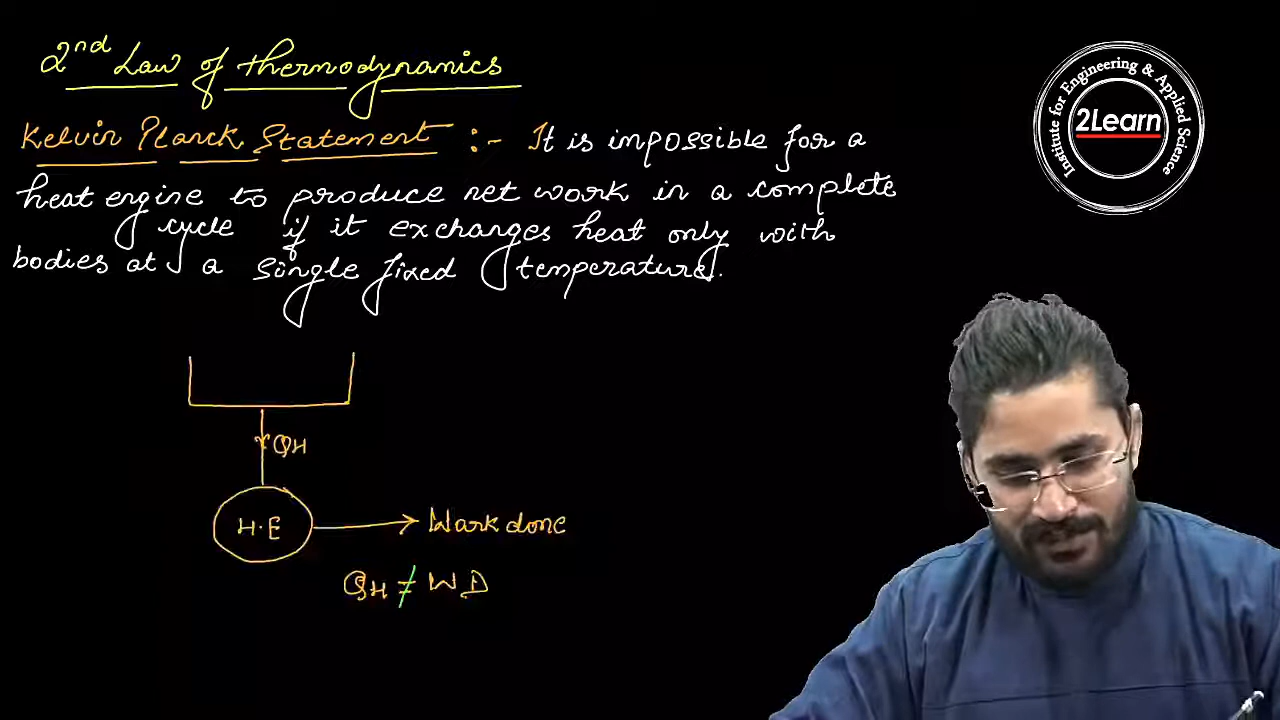 2nd Law of thermodynamics
Kelvin Planck Statement :- It is impossible for a
heat engine to produce net work in a complete
cycle if it exchanges heat only with
bodies at a single fixed temperature.
QH
H.E
Work done
QH ≠ WD
Institute for Engineering & Applied Science
2Learn